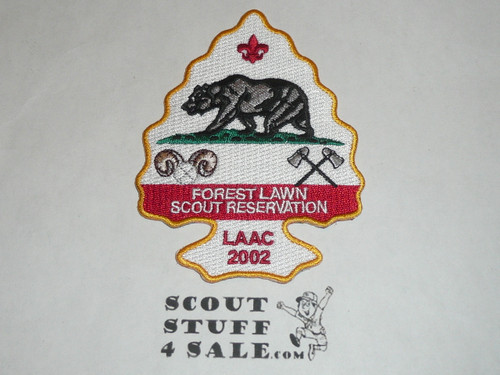 FOREST LAWN
SCOUT RESERVATION
LAAC
2002
SCOUT
STUFF
4 SALE.COM